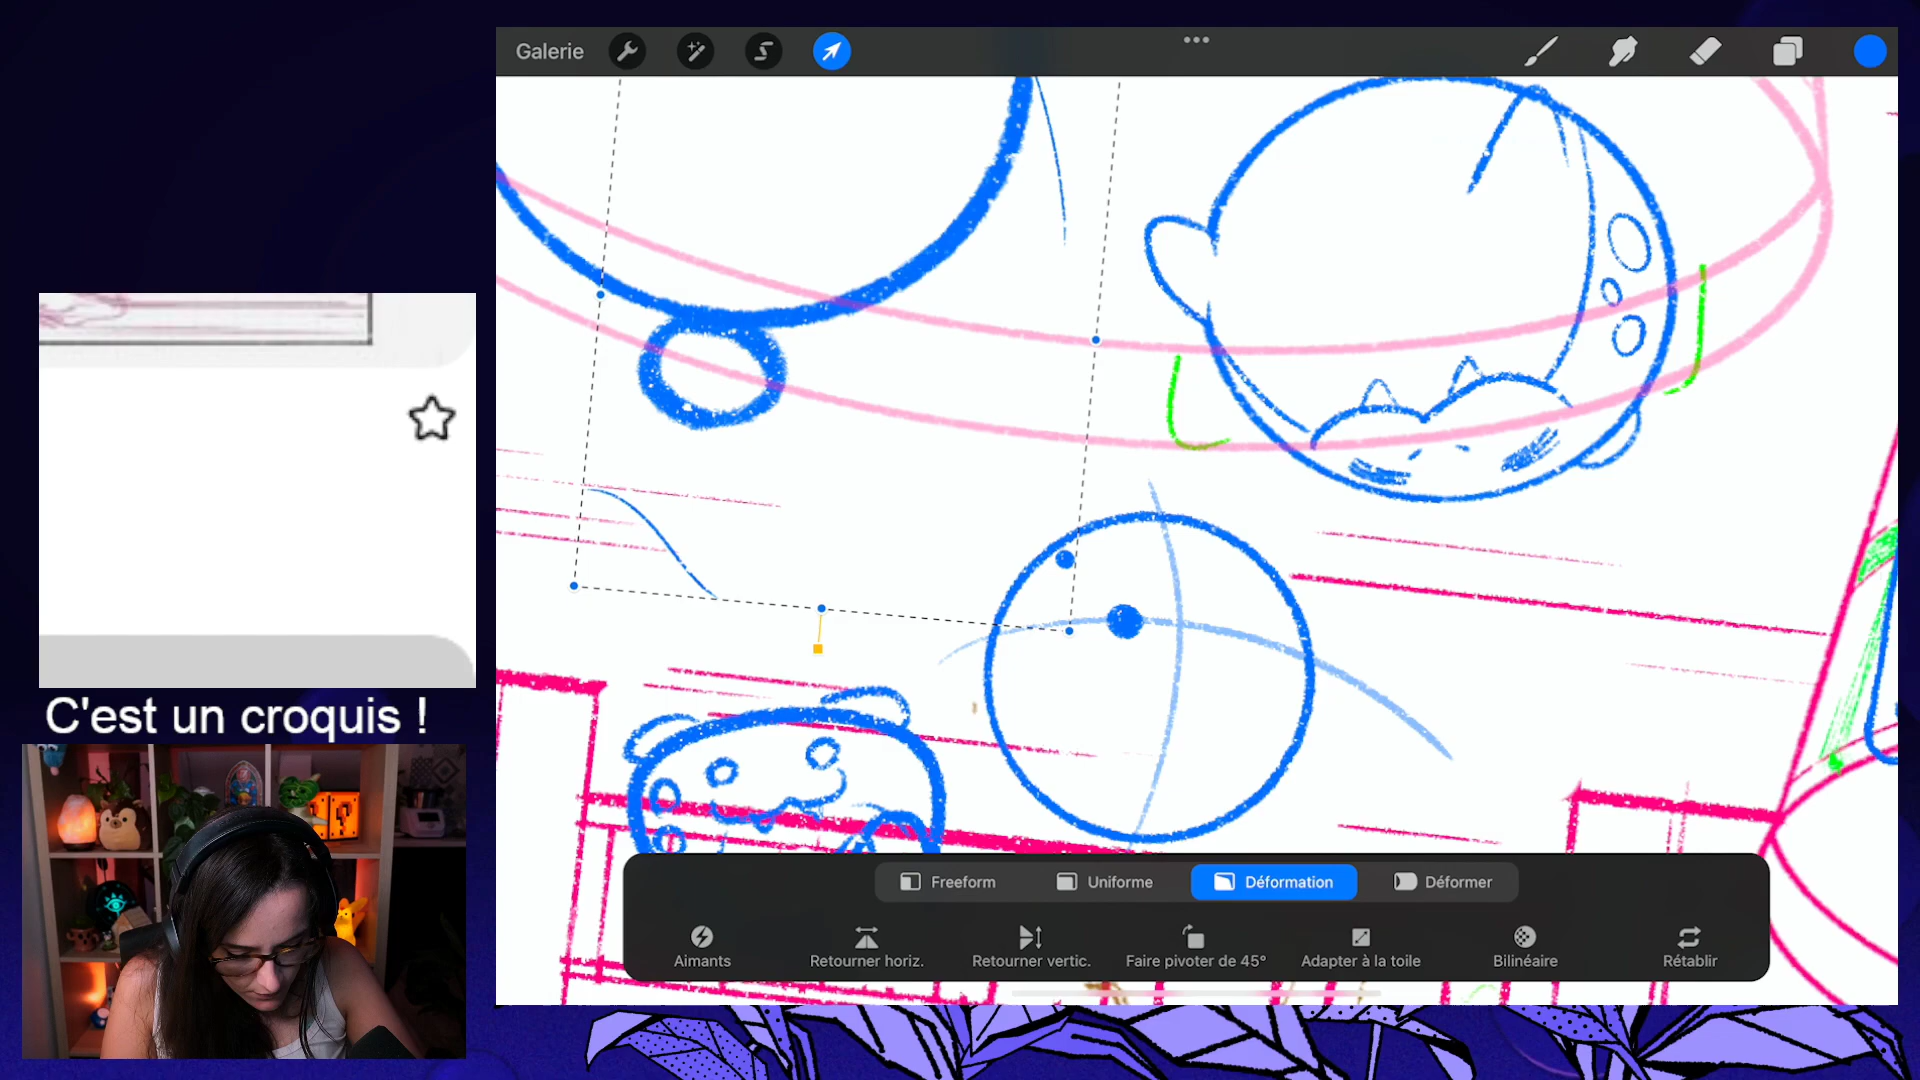 Galerie
C'est un croquis !
Freeform
Uniforme
Déformation
Déformer
Aimants
Retourner horiz.
Retourner vertic.
Faire pivoter de 45°
Adapter à la toile
Bilinéaire
Rétablir